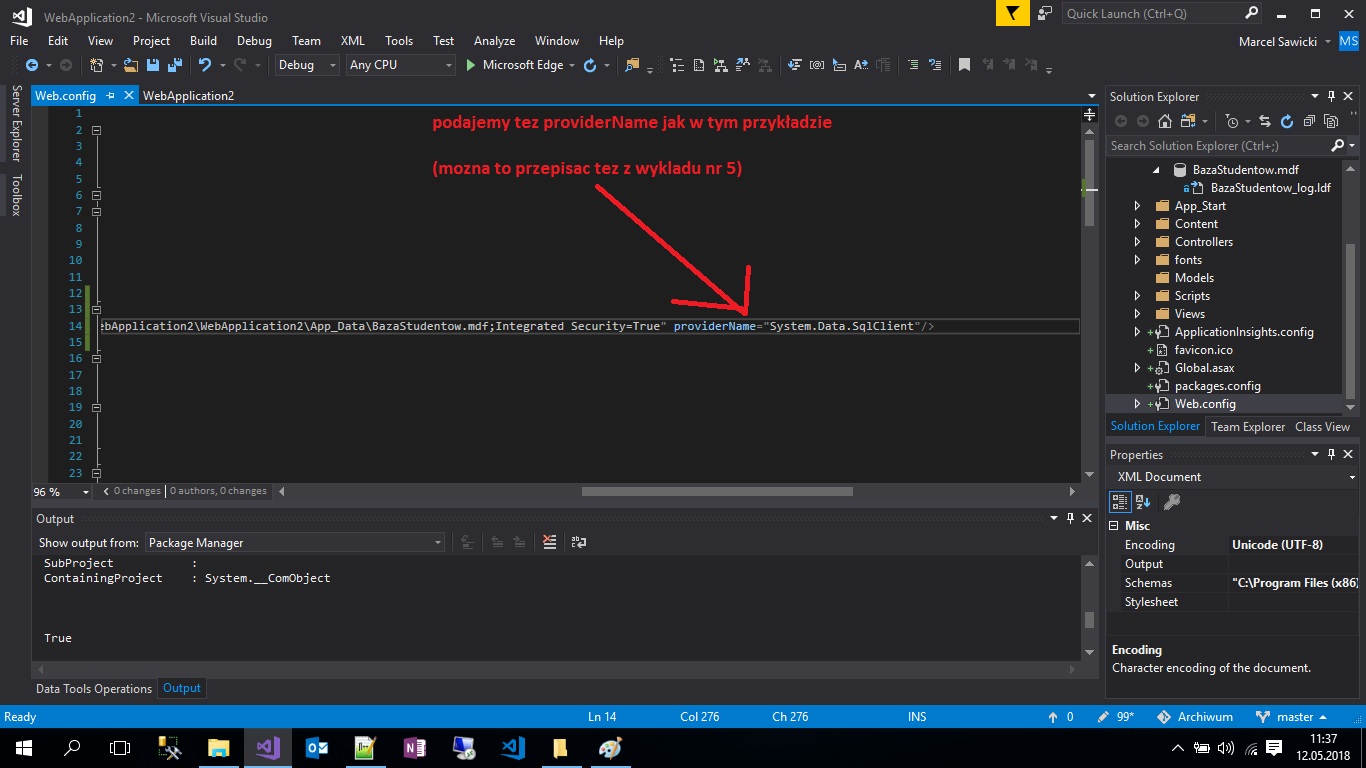 WebApplication2 - Microsoft Visual Studio
Quick Launch (Ctrl+Q)
File Edit View Project Build Debug Team XML Tools Test Analyze Window Help
Marcel Sawicki MS
Debug Any CPU Microsoft Edge
Server Explorer
Toolbox
Web.config WebApplication2
1
2
3
4
5
6
7
8
9
10
11
12
13
14
15
16
17
18
19
20
21
22
23
podajemy tez providerName jak w tym przykładzie
(mozna to przepisac tez z wykladu nr 5)
ebApplication2\WebApplication2\App_Data\BazaStudentow.mdf;Integrated Security=True" providerName="System.Data.SqlClient"/>
96 % 0 changes | 0 authors, 0 changes
Output
Show output from: Package Manager
SubProject :
ContainingProject : System.__ComObject
True
Data Tools Operations Output
Solution Explorer
Search Solution Explorer (Ctrl+;)
BazaStudentow.mdf
BazaStudentow_log.ldf
App_Start
Content
Controllers
fonts
Models
Scripts
Views
ApplicationInsights.config
favicon.ico
Global.asax
packages.config
Web.config
Solution Explorer Team Explorer Class View
Properties
XML Document
Misc
Encoding Unicode (UTF-8)
Output
Schemas "C:\Program Files (x86)
Stylesheet
Encoding
Character encoding of the document.
Ready Ln 14 Col 276 Ch 276 INS 0 99* Archiwum master
11:37
12.05.2018